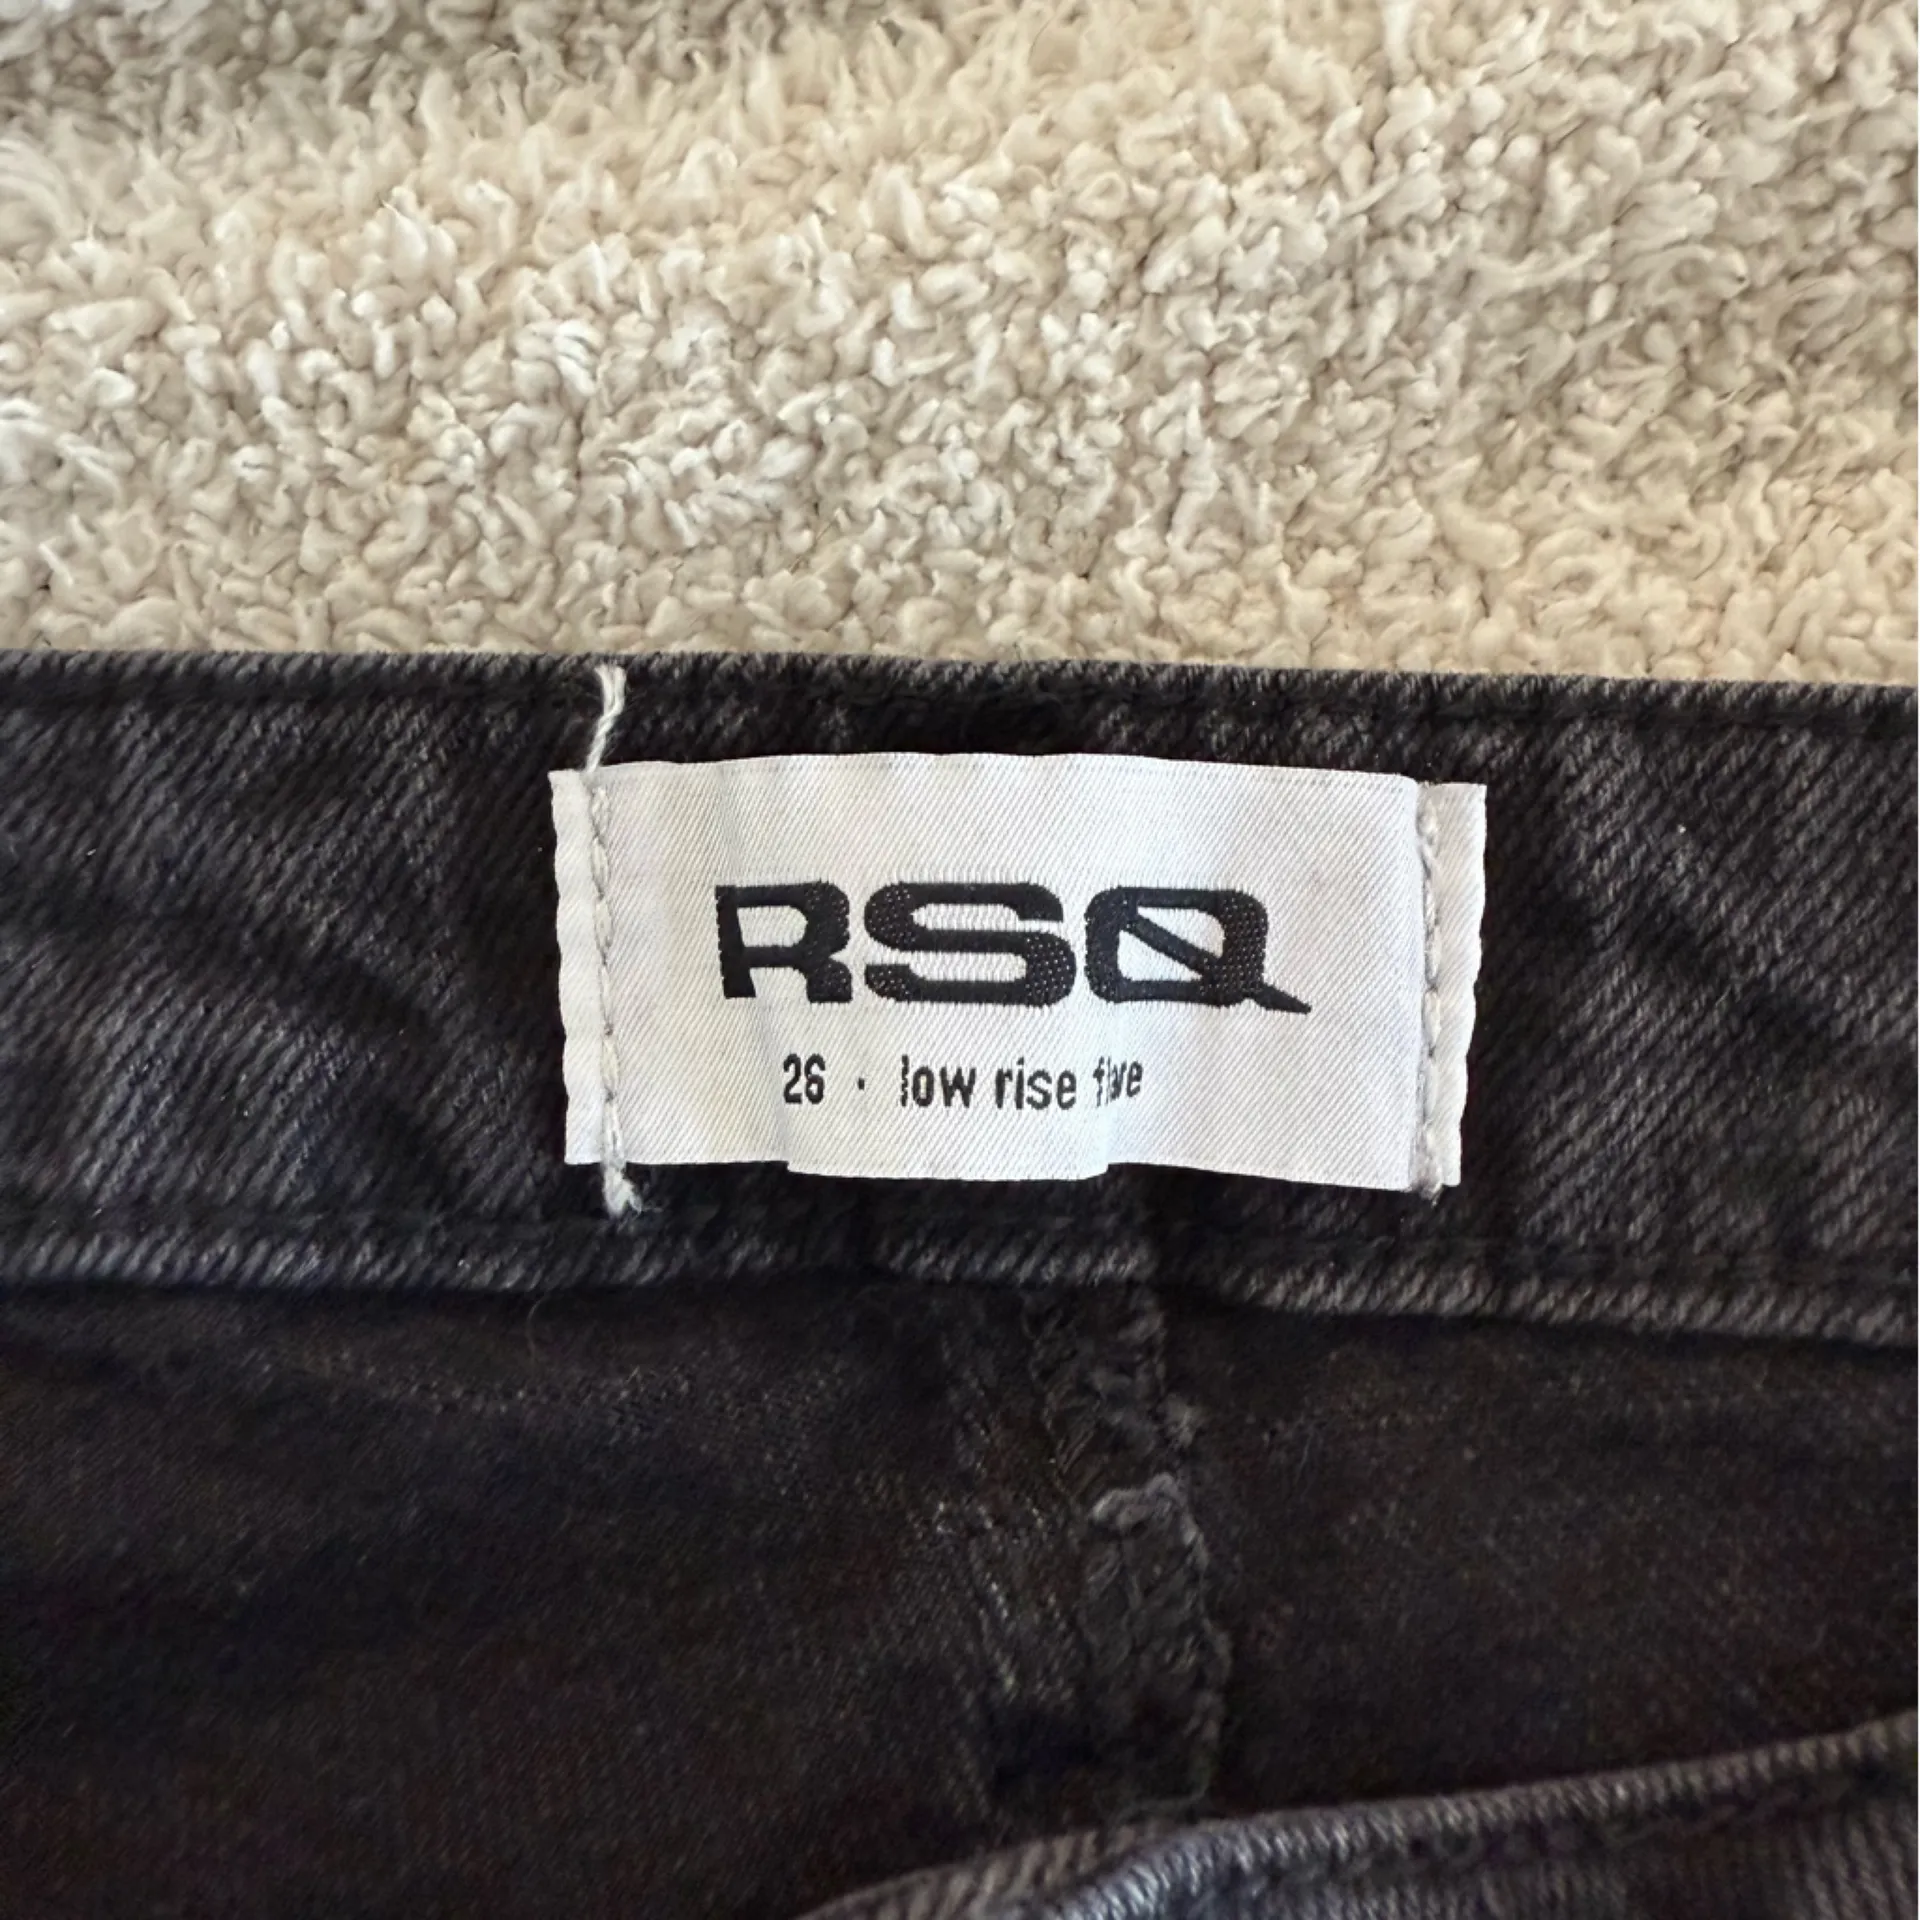 RSQ
26 · low rise flare